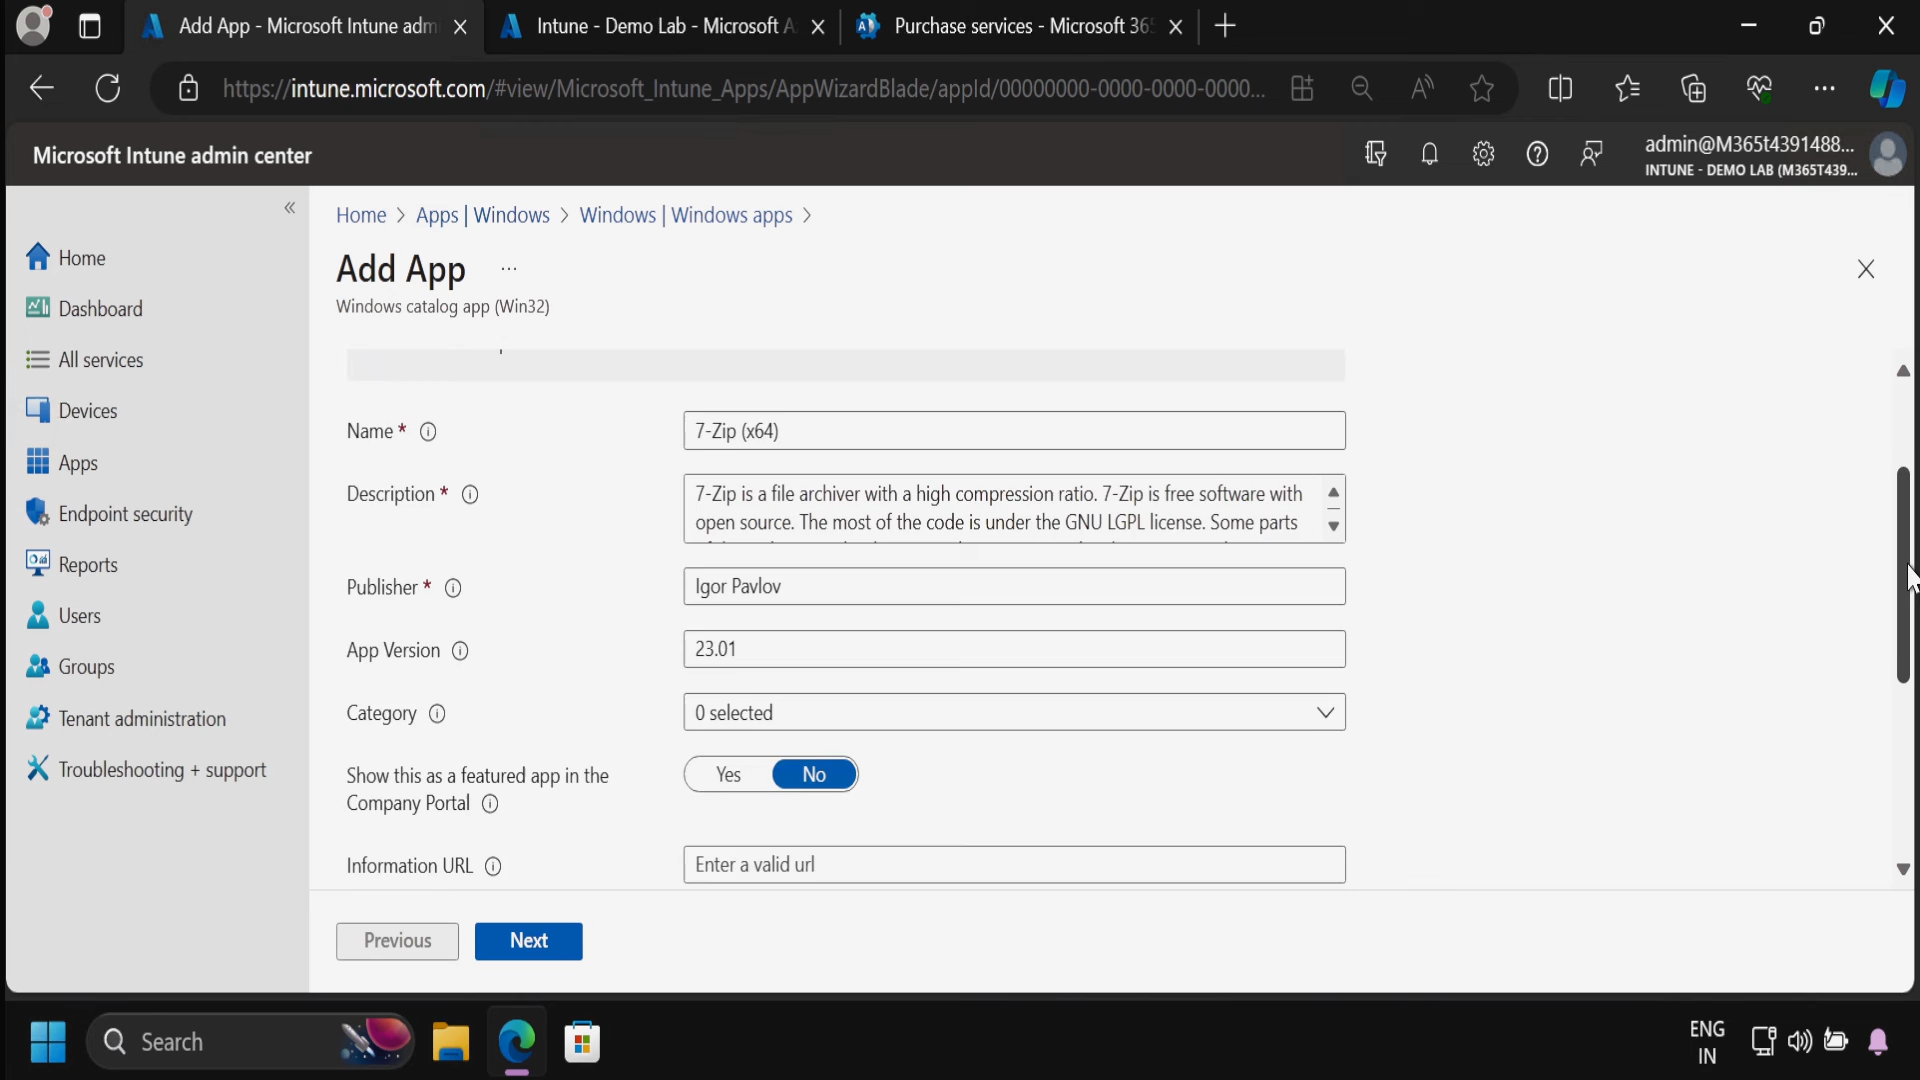 Add App - Microsoft Intune adm
Intune - Demo Lab - Microsoft A
Purchase services - Microsoft 365
https://intune.microsoft.com/#view/Microsoft_Intune_Apps/AppWizardBlade/appId/00000000-0000-0000-0000...
Microsoft Intune admin center
admin@M365t4391488...
INTUNE - DEMO LAB (M365T439...
Home
Dashboard
All services
Devices
Apps
Endpoint security
Reports
Users
Groups
Tenant administration
Troubleshooting + support
Home > Apps | Windows > Windows | Windows apps >
Add App ...
Windows catalog app (Win32)
Name * 7-Zip (x64)
Description * 7-Zip is a file archiver with a high compression ratio. 7-Zip is free software with
open source. The most of the code is under the GNU LGPL license. Some parts
Publisher * Igor Pavlov
App Version 23.01
Category 0 selected
Show this as a featured app in the
Company Portal
Yes No
Information URL Enter a valid url
Previous Next
Search
ENG
IN